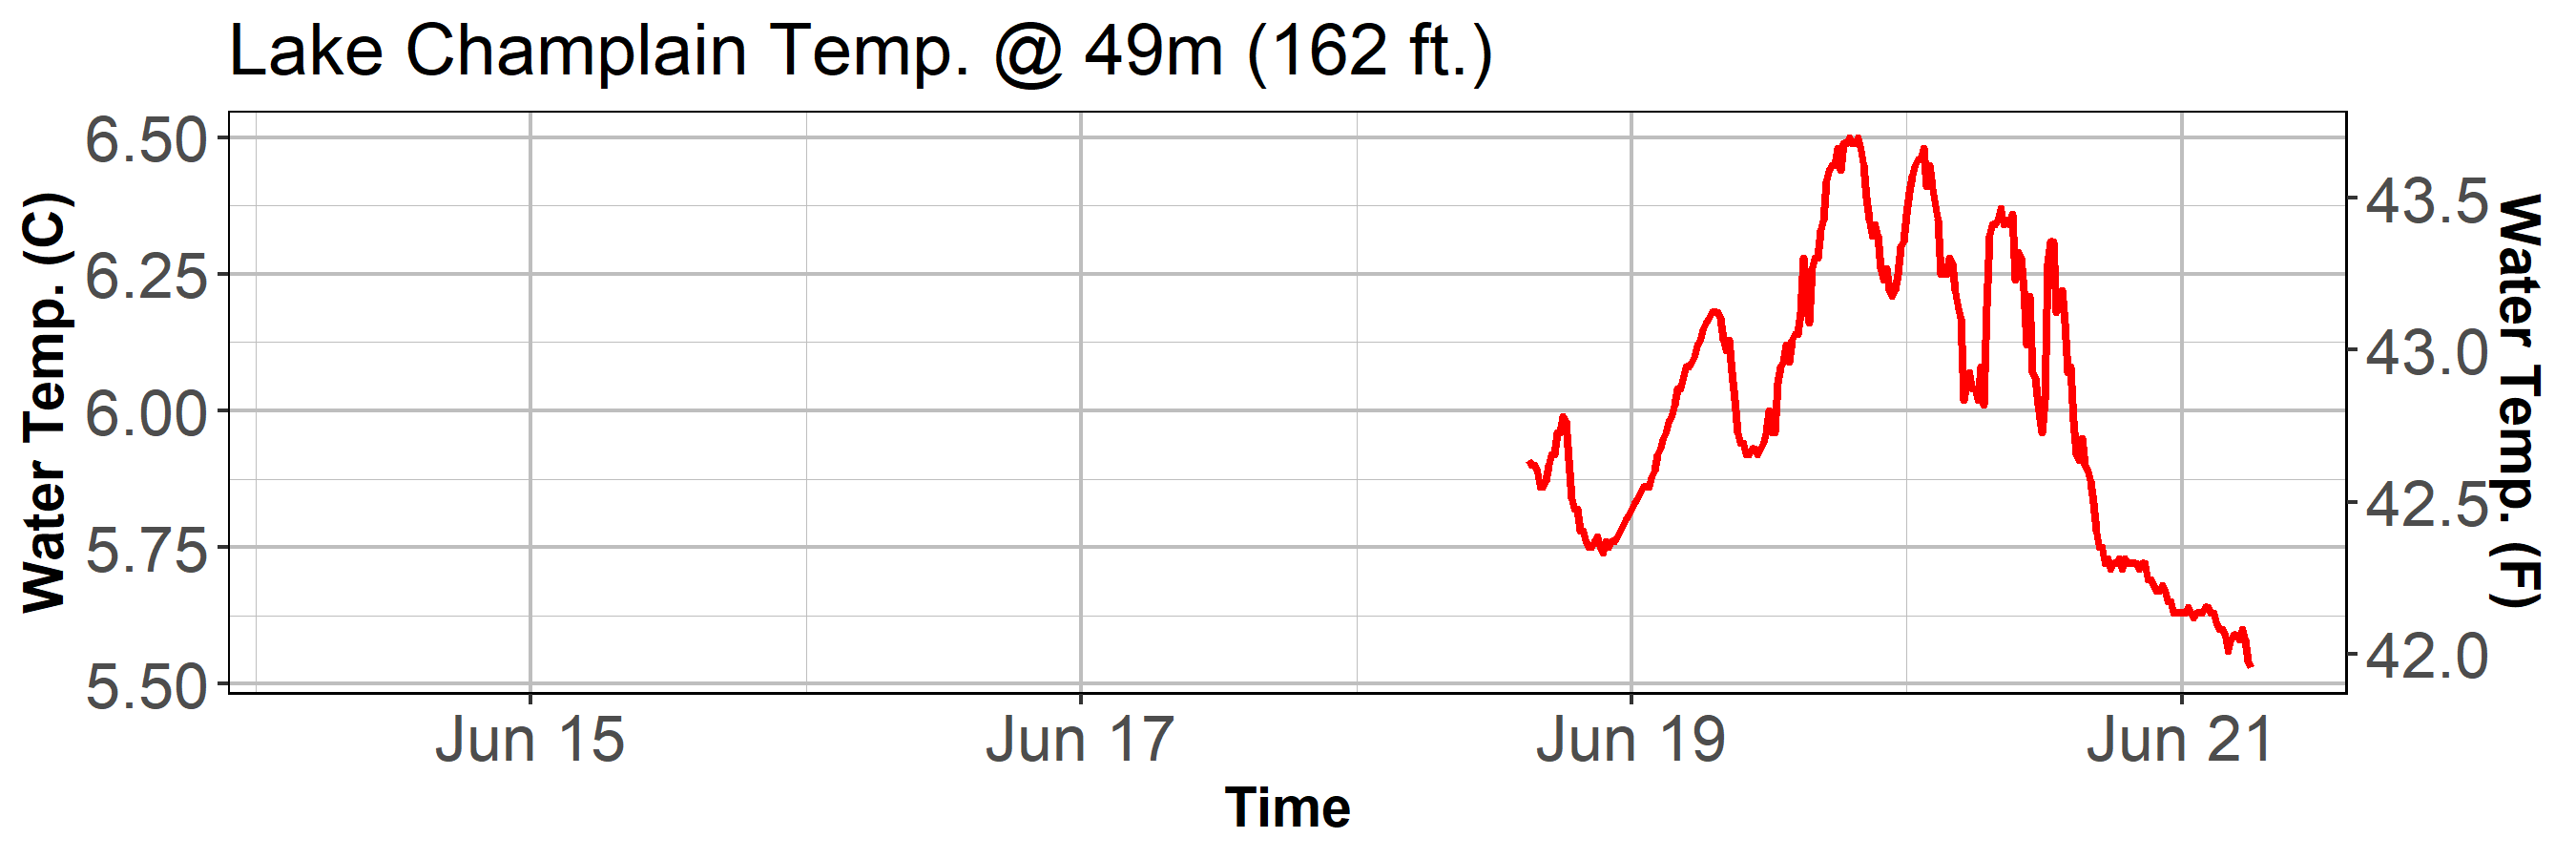 Lake Champlain Temp. @ 49m (162 ft.)
Water Temp. (C)
6.50
6.25
6.00
5.75
5.50
43.5
43.0
42.5
42.0
Water Temp. (F)
Jun 15
Jun 17
Jun 19
Jun 21
Time